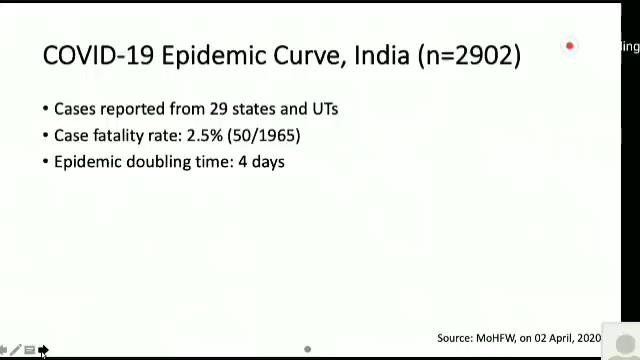 COVID-19 Epidemic Curve, India (n=2902)
• Cases reported from 29 states and UTs
• Case fatality rate: 2.5% (50/1965)
• Epidemic doubling time: 4 days
Source: MoHFW, on 02 April, 2020